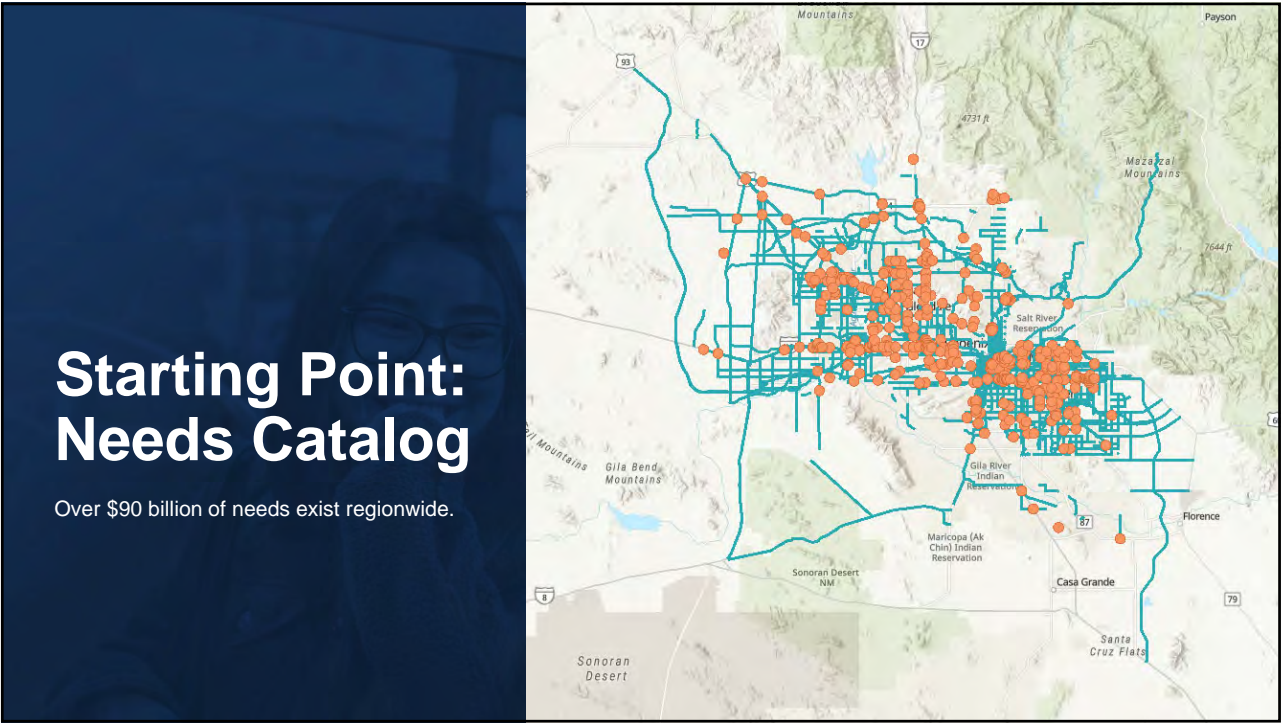 Starting Point:
Needs Catalog
Over $90 billion of needs exist regionwide.
Mountains
Payson
17
93
4731 ft
Mazatzal
Mountains
7644 ft
Salt River
Reservation
Mountains
Gila Bend
Mountains
Gila River
Indian
Reservation
87
Florence
Maricopa (Ak
Chin) Indian
Reservation
Sonoran Desert
NM
Casa Grande
8
79
Santa
Cruz Flats
Sonoran
Desert